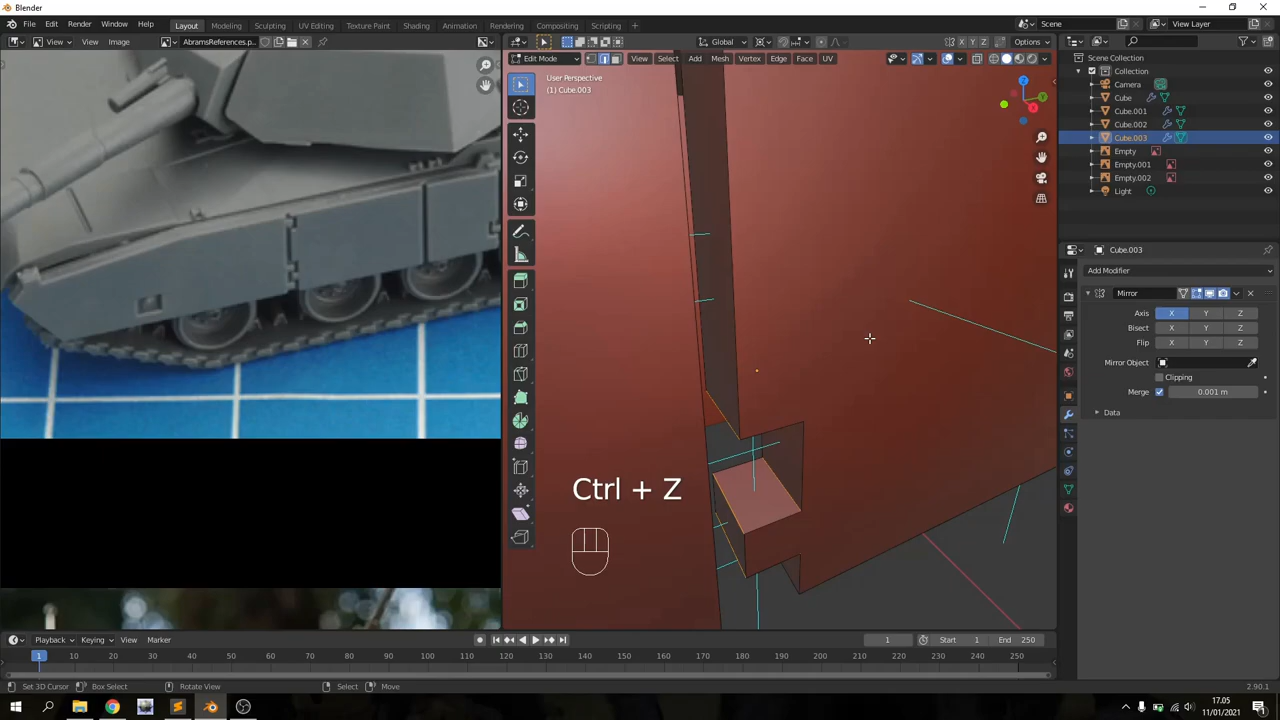 Blender
File Edit Render Window Help Layout Modeling Sculpting UV Editing Texture Paint Shading Animation Rendering Compositing Scripting Scene View Layer
View View Image AbramsReferences.p... Global Options
Edit Mode View Select Add Mesh Vertex Edge Face UV
X Y Z
User Perspective
(1) Cube.003
Z
Y
X
Ctrl + Z
Scene Collection
Collection
Camera
Cube
Cube.001
Cube.002
Cube.003
Empty
Empty.001
Empty.002
Light
Cube.003
Add Modifier
Mirror
Axis X Y Z
Bisect X Y Z
Flip X Y Z
Mirror Object
Clipping
Merge 0.001 m
Data
Playback Keying View Marker 1 Start 1 End 250
1 10 20 30 40 50 60 70 80 90 100 110 120 130 140 150 160 170 180 190 200 210 220 230 240 250
Set 3D Cursor Box Select Rotate View Select Move 2.90.1
17.05
11/01/2021